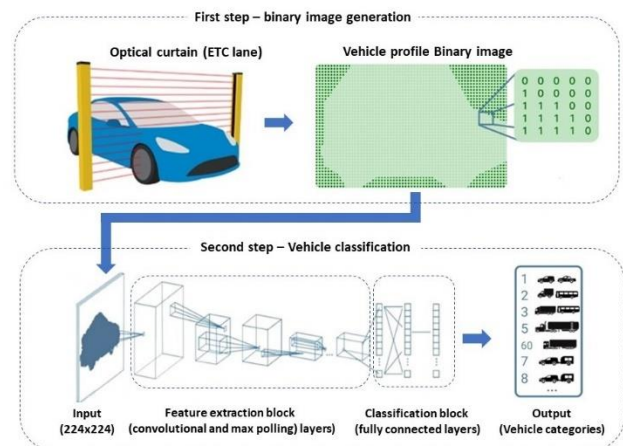 First step – binary image generation
Optical curtain (ETC lane)
Vehicle profile Binary image
0 0 0 0 0
1 0 0 0 0
1 1 1 0 0
1 1 1 1 0
1 1 1 1 0
Second step – Vehicle classification
1
2
3
5
60
7
8
...
Input
(224x224)
Feature extraction block
(convolutional and max polling) layers)
Classification block
(fully connected layers)
Output
(Vehicle categories)